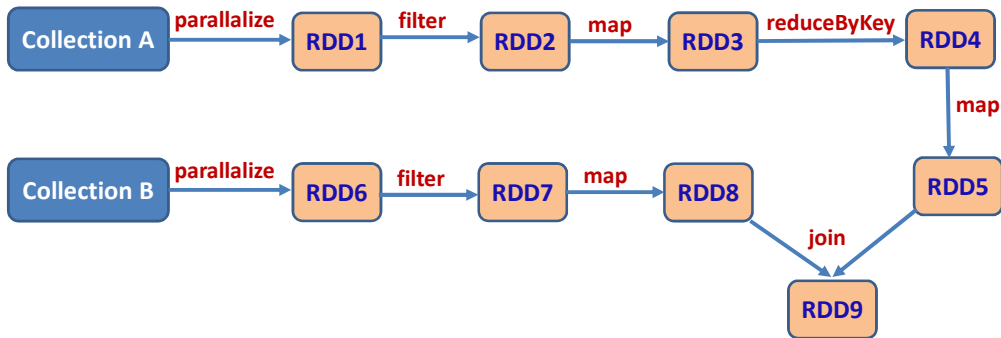 parallalize filter map reduceByKey
Collection A RDD1 RDD2 RDD3 RDD4
map
parallalize filter map
Collection B RDD6 RDD7 RDD8 RDD5
join
RDD9